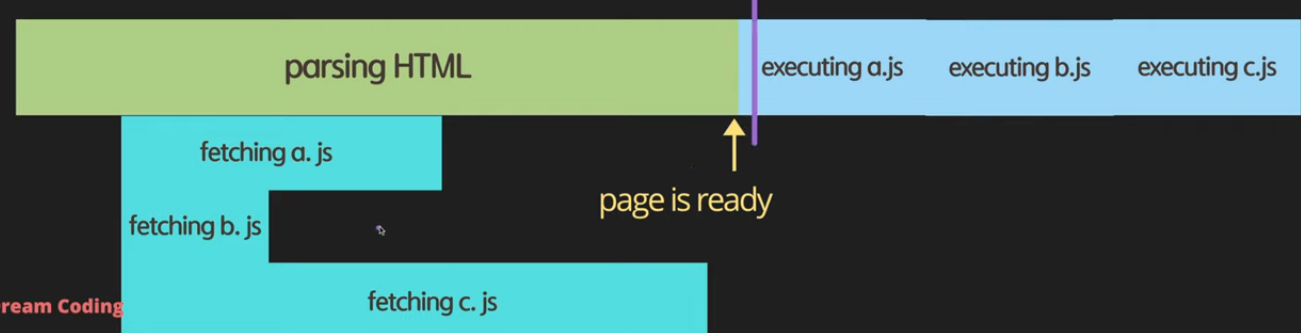 parsing HTML
executing a.js
executing b.js
executing c.js
fetching a. js
page is ready
fetching b. js
fetching c. js
ream Coding